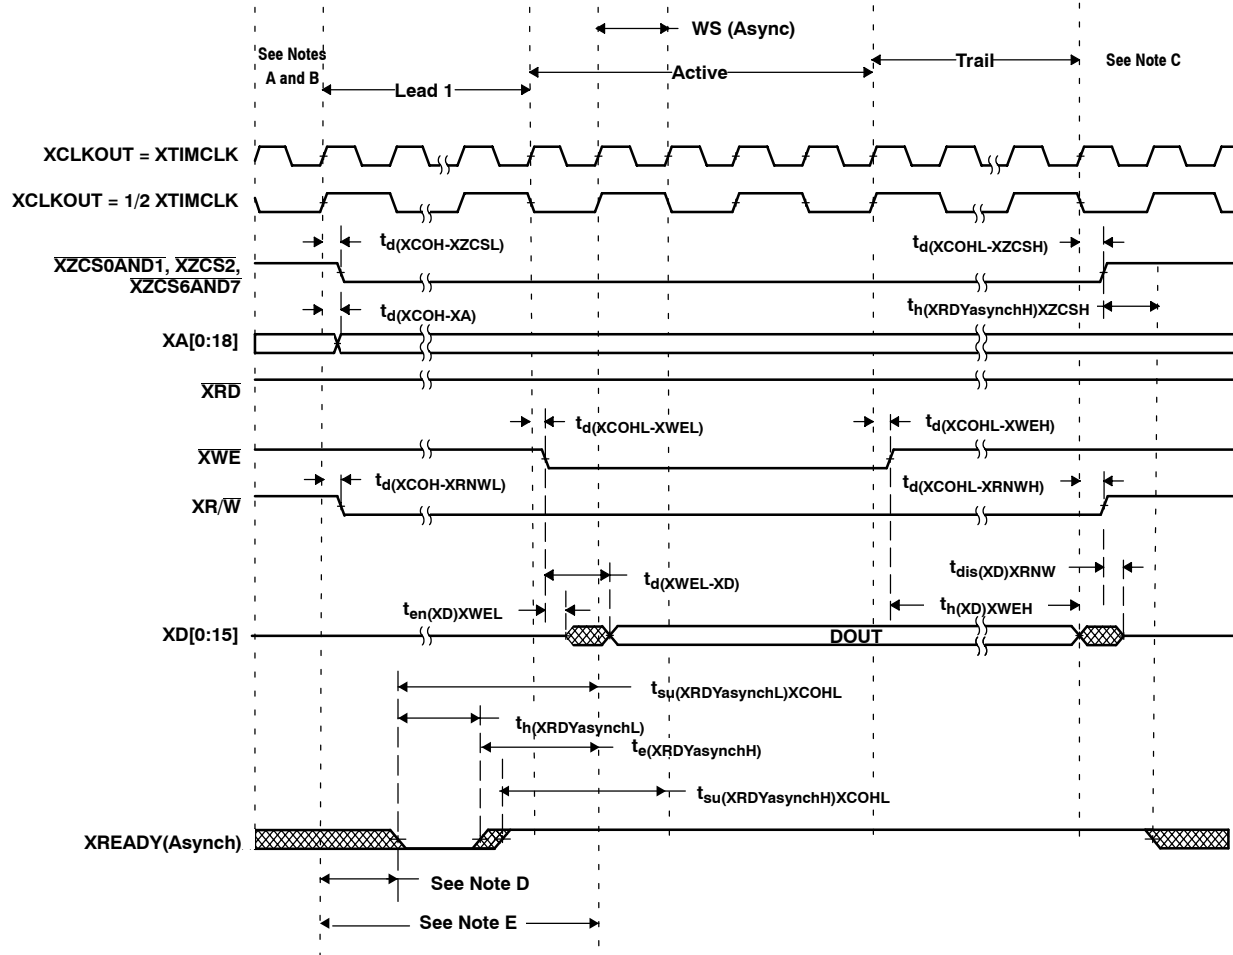 WS (Async)
See Notes
A and B
Lead 1
Active
Trail
See Note C
XCLKOUT = XTIMCLK
XCLKOUT = 1/2 XTIMCLK
td(XCOH-XZCSL)
td(XCOHL-XZCSH)
XZCS0AND1, XZCS2,
XZCS6AND7
td(XCOH-XA)
th(XRDYasynchH)XZCSH
XA[0:18]
XRD
td(XCOHL-XWEL)
td(XCOHL-XWEH)
XWE
td(XCOH-XRNWL)
td(XCOHL-XRNWH)
XR/W
tdis(XD)XRNW
td(XWEL-XD)
ten(XD)XWEL
th(XD)XWEH
XD[0:15]
DOUT
tsu(XRDYasynchL)XCOHL
th(XRDYasynchL)
te(XRDYasynchH)
tsu(XRDYasynchH)XCOHL
XREADY(Asynch)
See Note D
See Note E